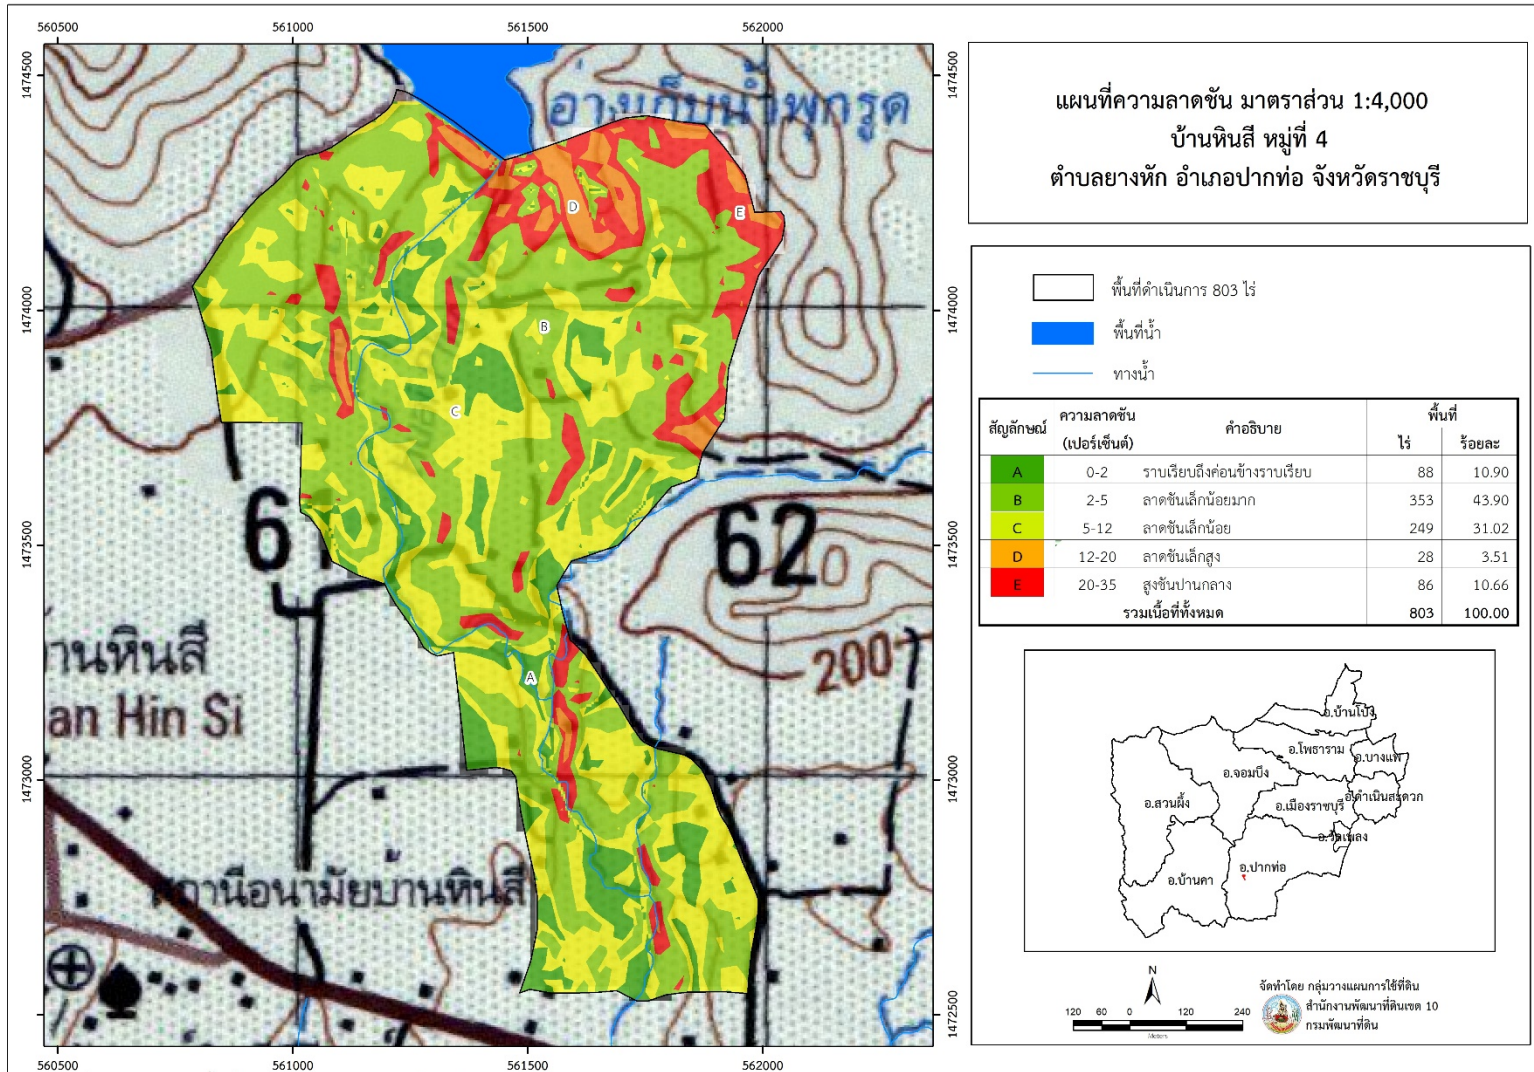 560500
561000
561500
562000
1474500
1474000
1473500
1473000
1472500
1474500
1474000
1473500
1473000
1472500
อ่างเก็บน้ำพุกรูด
D
E
B
C
A
61
62
200
านหินสี
an Hin Si
สถานีอนามัยบ้านหินสี
560500
561000
561500
562000
แผนที่ความลาดชัน มาตราส่วน 1:4,000
บ้านหินสี หมู่ที่ 4
ตำบลยางหัก อำเภอปากท่อ จังหวัดราชบุรี
พื้นที่ดำเนินการ 803 ไร่
พื้นที่น้ำ
ทางน้ำ
สัญลักษณ์ ความลาดชัน (เปอร์เซ็นต์) คำอธิบาย พื้นที่
ไร่ ร้อยละ
A 0-2 ราบเรียบถึงค่อนข้างราบเรียบ 88 10.90
B 2-5 ลาดชันเล็กน้อยมาก 353 43.90
C 5-12 ลาดชันเล็กน้อย 249 31.02
D 12-20 ลาดชันเล็กสูง 28 3.51
E 20-35 สูงชันปานกลาง 86 10.66
รวมเนื้อที่ทั้งหมด 803 100.00
อ.บ้านโป่ง
อ.โพธาราม
อ.บางแพ
อ.จอมบึง
อ.ดำเนินสะดวก
อ.สวนผึ้ง
อ.เมืองราชบุรี
อ.วัดเพลง
อ.ปากท่อ
อ.บ้านคา
N
120 60 0 120 240
Meters
จัดทำโดย กลุ่มวางแผนการใช้ที่ดิน
สำนักงานพัฒนาที่ดินเขต 10
กรมพัฒนาที่ดิน